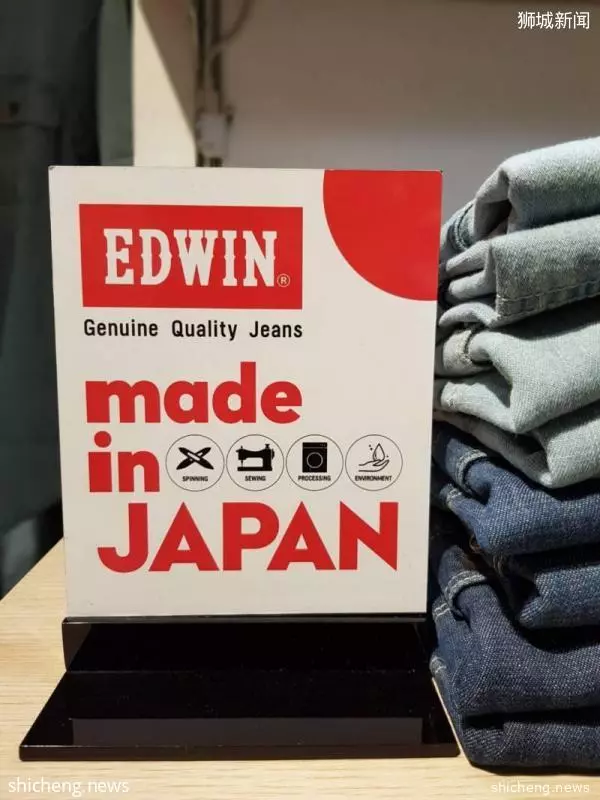 狮城新闻
EDWIN®
Genuine Quality Jeans
made
in
SPINNING
SEWING
PROCESSING
ENVIRONMENT
JAPAN
shicheng.news
shicheng.news